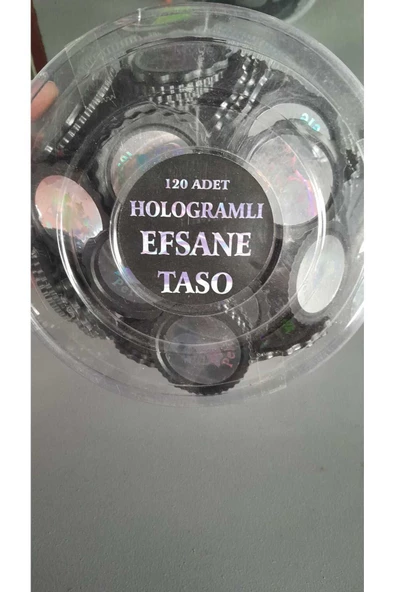 120 ADET
HOLOGRAMLI
EFSANE
TASO